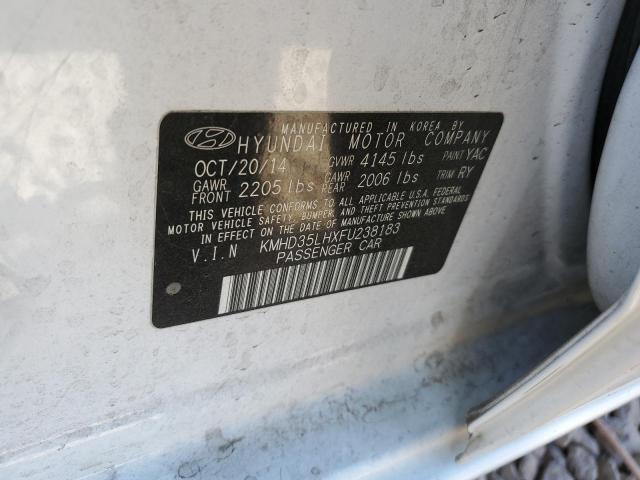 MANUFACTURED IN KOREA BY
HYUNDAI MOTOR COMPANY
OCT/20/14 GVWR 4145 lbs PAINT YAC
GAWR FRONT 2205 lbs GAWR REAR 2006 lbs TRIM RY
THIS VEHICLE CONFORMS TO ALL APPLICABLE U.S.A. FEDERAL
MOTOR VEHICLE SAFETY, BUMPER, AND THEFT PREVENTION STANDARDS
IN EFFECT ON THE DATE OF MANUFACTURE SHOWN ABOVE.
V.I.N KMHD35LHXFU238183
PASSENGER CAR